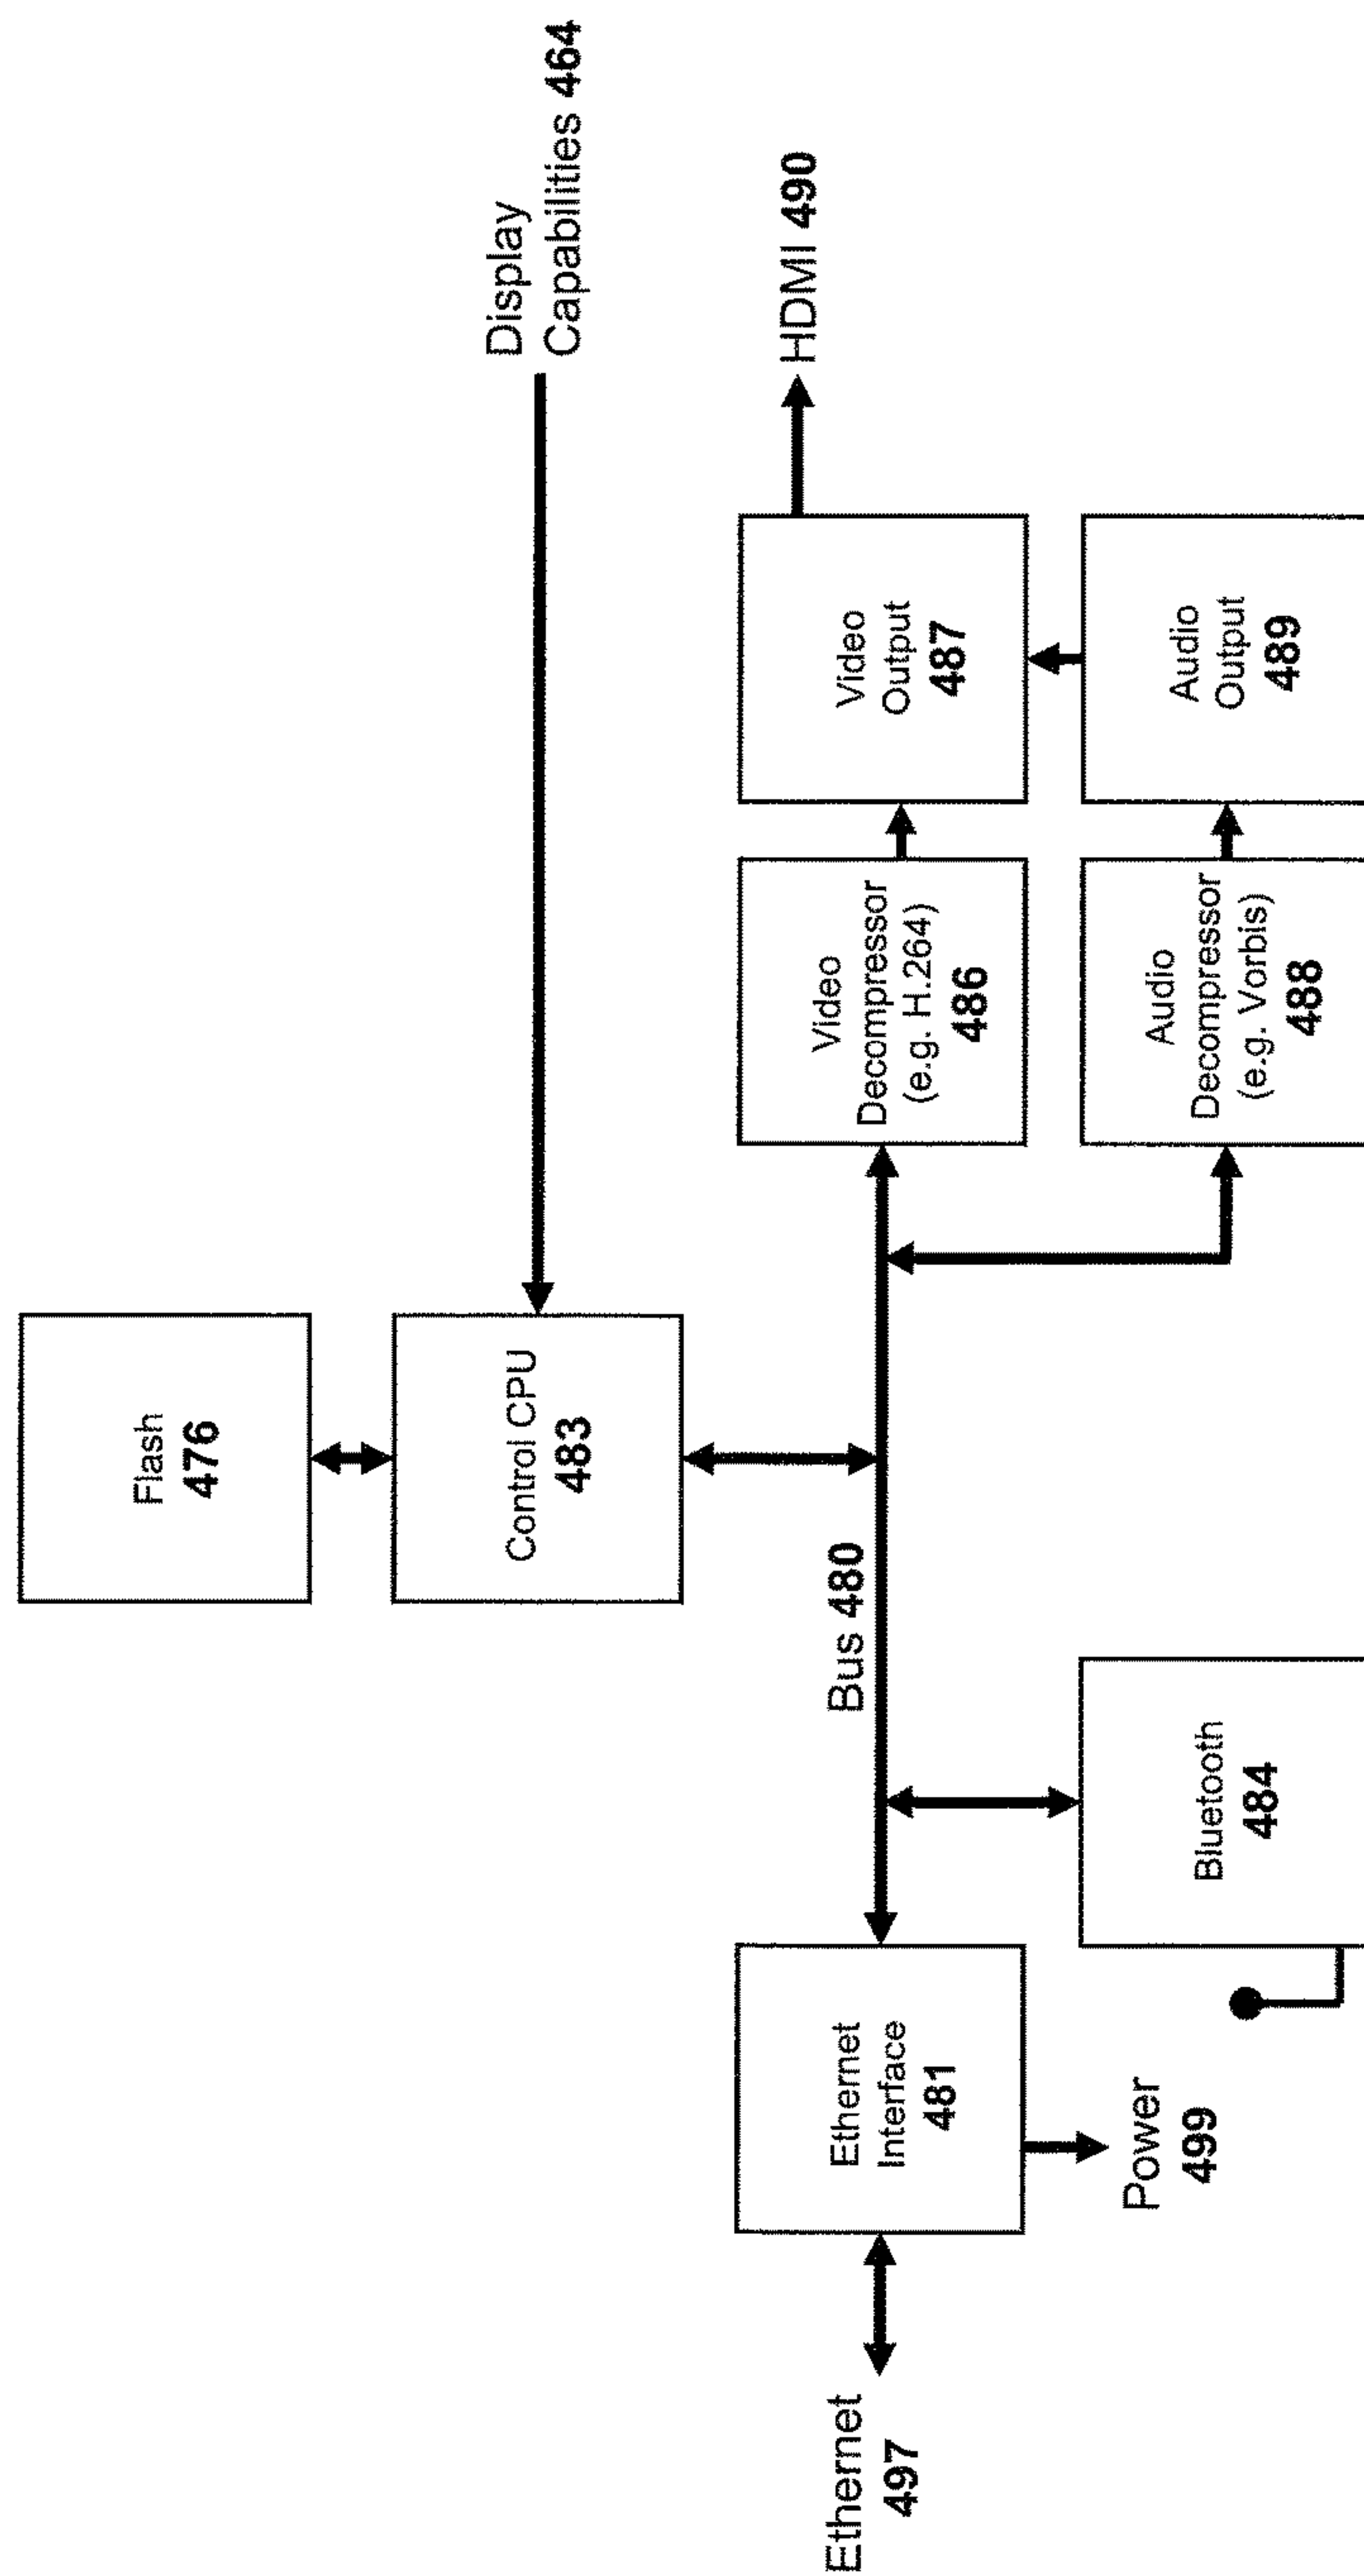 Flash
476
Display
Capabilities 464
Control CPU
483
HDMI 490
Bus 480
Ethernet
497
Ethernet
Interface
481
Video
Decompressor
(e.g. H.264)
486
Video
Output
487
Power
499
Bluetooth
484
Audio
Decompressor
(e.g. Vorbis)
488
Audio
Output
489